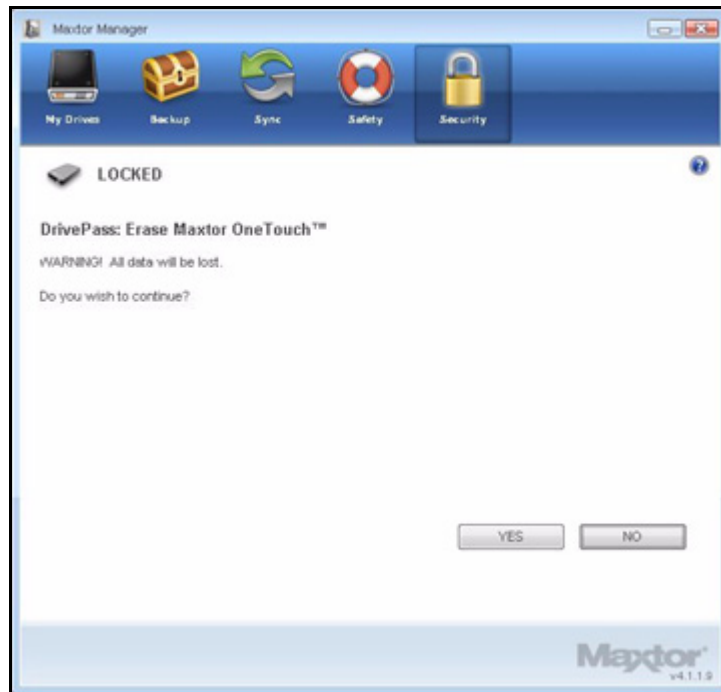 Maxtor Manager
My Drives Backup Sync Safety Security
LOCKED
DrivePass: Erase Maxtor OneTouch™
WARNING! All data will be lost.
Do you wish to continue?
YES NO
Maxtor
v4.1.1.9